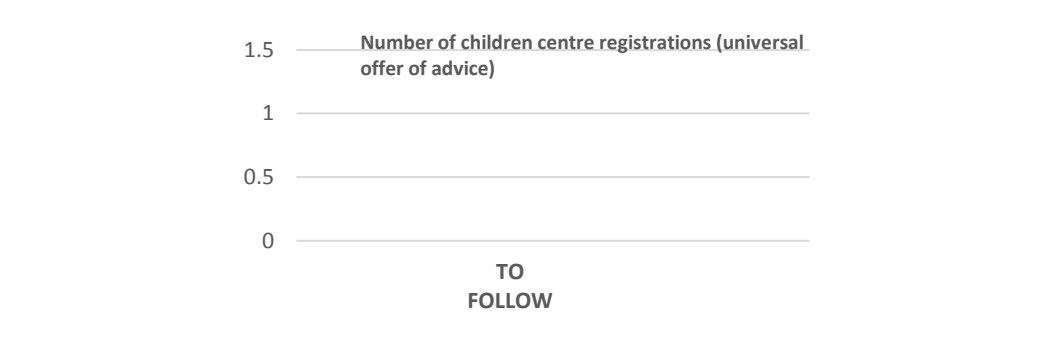 Number of children centre registrations (universal
offer of advice)
1.5
1
0.5
0
TO
FOLLOW